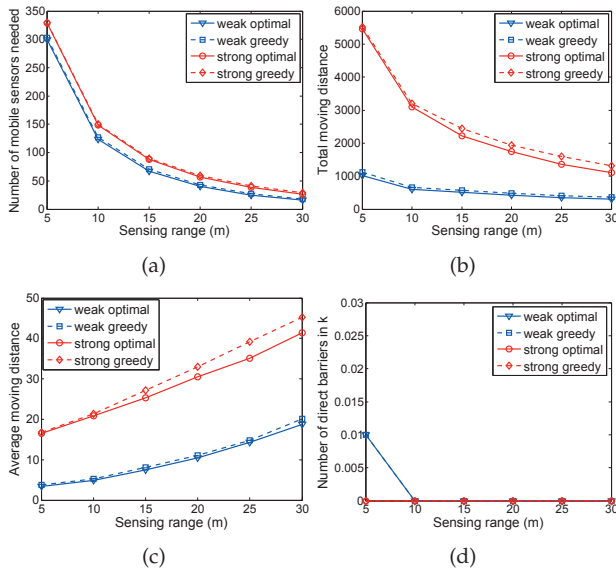 350
300
250
200
150
100
50
0
5 10 15 20 25 30
Number of mobile sensors needed
Sensing range (m)
weak optimal
weak greedy
strong optimal
strong greedy
(a)
6000
5000
4000
3000
2000
1000
0
5 10 15 20 25 30
Total moving distance
Sensing range (m)
weak optimal
weak greedy
strong optimal
strong greedy
(b)
50
40
30
20
10
0
5 10 15 20 25 30
Average moving distance
Sensing range (m)
weak optimal
weak greedy
strong optimal
strong greedy
(c)
0.03
0.025
0.02
0.015
0.01
0.005
0
5 10 15 20 25 30
Number of direct barriers in k
Sensing range (m)
weak optimal
weak greedy
strong optimal
strong greedy
(d)